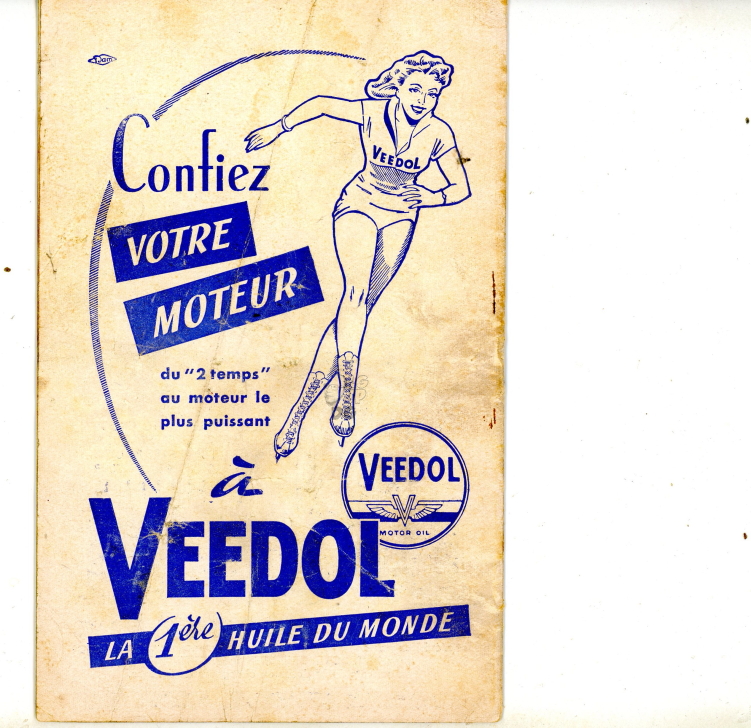 Confiez
VEEDOL
VOTRE
MOTEUR
du "2 temps"
au moteur le
plus puissant
à
VEEDOL
MOTOR OIL
VEEDOL
LA 1ère HUILE DU MONDE